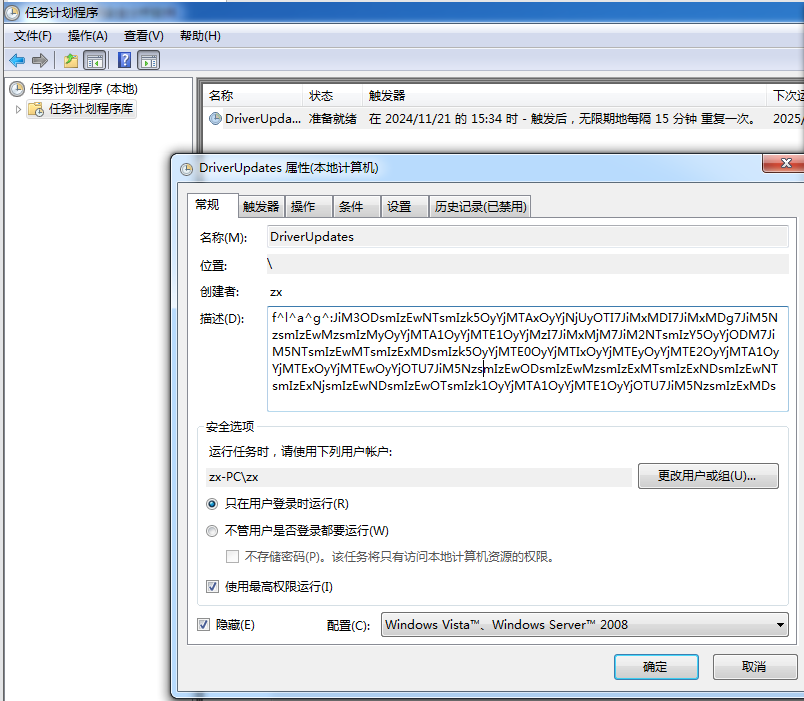 任务计划程序
文件(F) 操作(A) 查看(V) 帮助(H)
任务计划程序 (本地)
任务计划程序库
名称 状态 触发器 下次运
DriverUpda... 准备就绪 在 2024/11/21 的 15:34 时 - 触发后，无限期地每隔 15 分钟 重复一次。 2025/
DriverUpdates 属性(本地计算机)
常规 触发器 操作 条件 设置 历史记录(已禁用)
名称(M): DriverUpdates
位置: \
创建者: zx
描述(D): f^l^a^g^:JiM3ODsmIzEwNTsmIzk5OyYjMTAxOyYjNjUyOTI7JiMxMDI7JiMxMDg7JiM5N
zsmIzEwMzsmIzMyOyYjMTA1OyYjMTE1OyYjMzI7JiMxMjM7JiM2NTsmIzY5OyYjODM7Ji
M5NTsmIzEwMTsmIzExMDsmIzk5OyYjMTE0OyYjMTIxOyYjMTEyOyYjMTE2OyYjMTA1Oy
YjMTExOyYjMTEwOyYjOTU7JiM5NzsmIzEwODsmIzEwMzsmIzExMTsmIzExNDsmIzEwNT
smIzExNjsmIzEwNDsmIzEwOTsmIzk1OyYjMTA1OyYjMTE1OyYjOTU7JiM5NzsmIzExMDs
安全选项
运行任务时，请使用下列用户帐户:
zx-PC\zx 更改用户或组(U)...
只在用户登录时运行(R)
不管用户是否登录都要运行(W)
不存储密码(P)。该任务将只有访问本地计算机资源的权限。
使用最高权限运行(I)
隐藏(E) 配置(C): Windows Vista™、Windows Server™ 2008
确定 取消